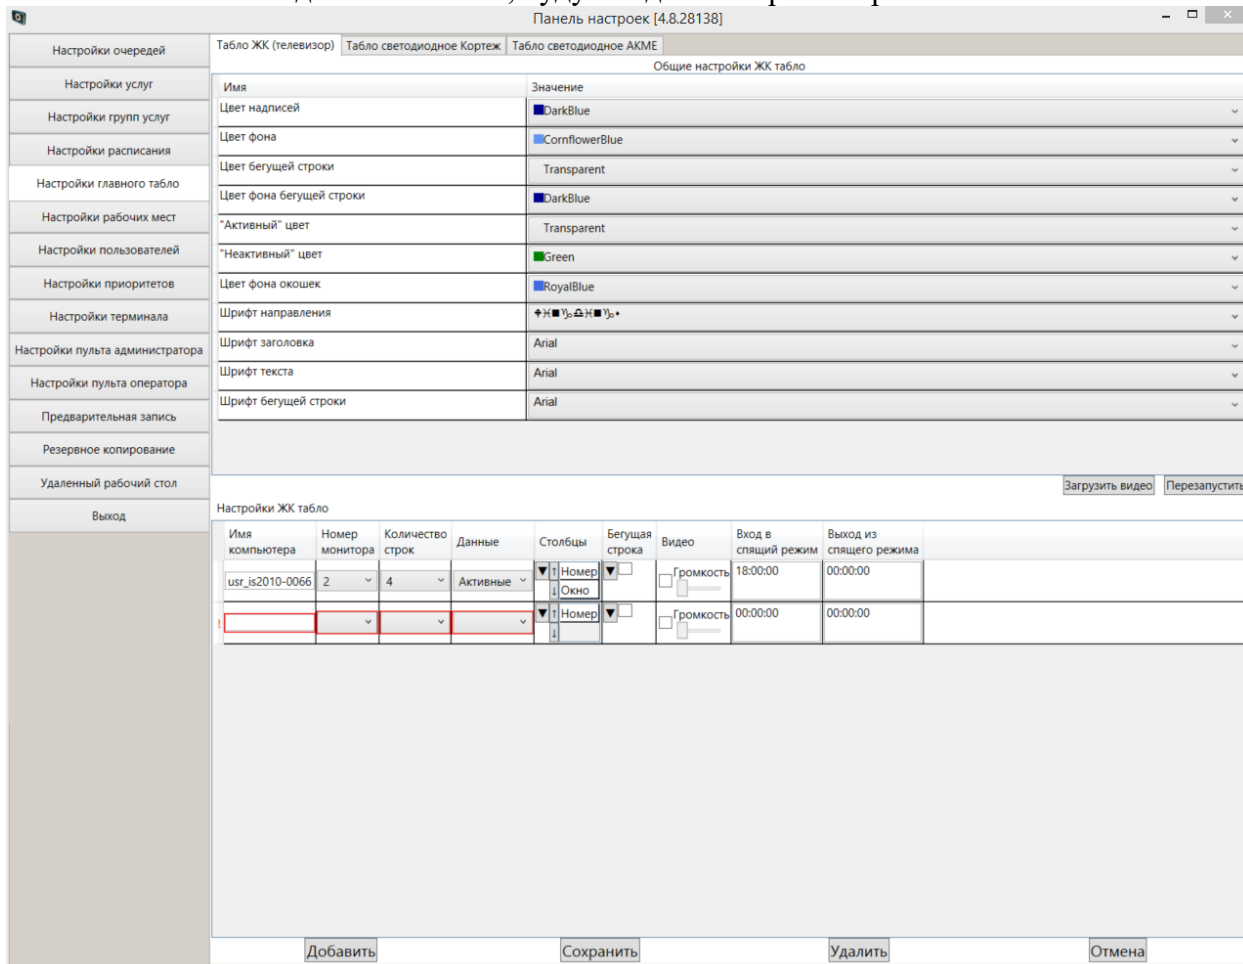 Панель настроек [4.8.28138]
Настройки очередей
Настройки услуг
Настройки групп услуг
Настройки расписания
Настройки главного табло
Настройки рабочих мест
Настройки пользователей
Настройки приоритетов
Настройки терминала
Настройки пульта администратора
Настройки пульта оператора
Предварительная запись
Резервное копирование
Удаленный рабочий стол
Выход
Табло ЖК (телевизор) Табло светодиодное Кортеж Табло светодиодное АКМЕ
Общие настройки ЖК табло
Имя Значение
Цвет надписей DarkBlue
Цвет фона CornflowerBlue
Цвет бегущей строки Transparent
Цвет фона бегущей строки DarkBlue
"Активный" цвет Transparent
"Неактивный" цвет Green
Цвет фона окошек RoyalBlue
Шрифт направления ⌖♓■♑♎♓■♑•
Шрифт заголовка Arial
Шрифт текста Arial
Шрифт бегущей строки Arial
Загрузить видео Перезапустить
Настройки ЖК табло
Имя компьютера Номер монитора Количество строк Данные Столбцы Бегущая строка Видео Вход в спящий режим Выход из спящего режима
usr_is2010-0066 2 4 Активные ▼ ↑ Номер ▼ Громкость 18:00:00 00:00:00
↓ Окно
! ▼ ↑ Номер ▼ Громкость 00:00:00 00:00:00
↓
Добавить Сохранить Удалить Отмена